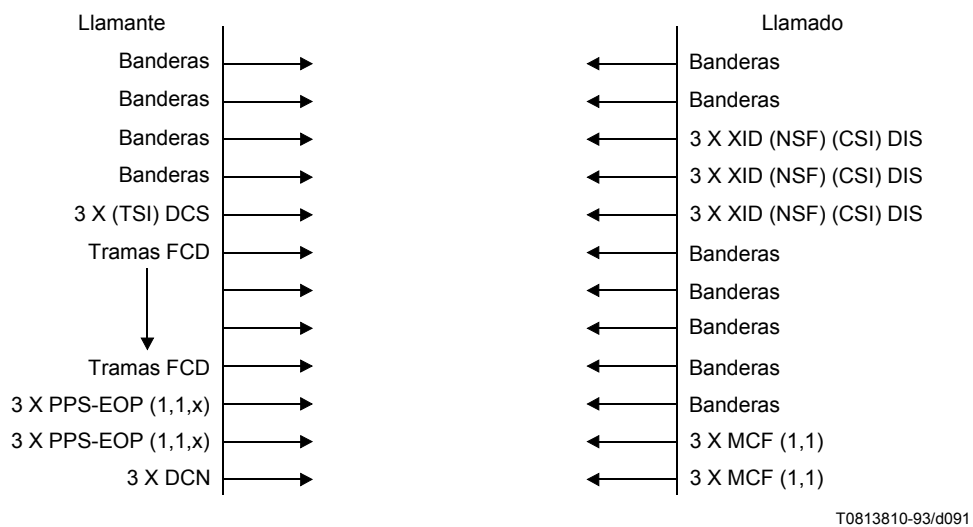 Llamante Llamado
Banderas Banderas
Banderas Banderas
Banderas 3 X XID (NSF) (CSI) DIS
Banderas 3 X XID (NSF) (CSI) DIS
3 X (TSI) DCS 3 X XID (NSF) (CSI) DIS
Tramas FCD Banderas
Banderas
Banderas
Tramas FCD Banderas
3 X PPS-EOP (1,1,x) Banderas
3 X PPS-EOP (1,1,x) 3 X MCF (1,1)
3 X DCN 3 X MCF (1,1)
T0813810-93/d091